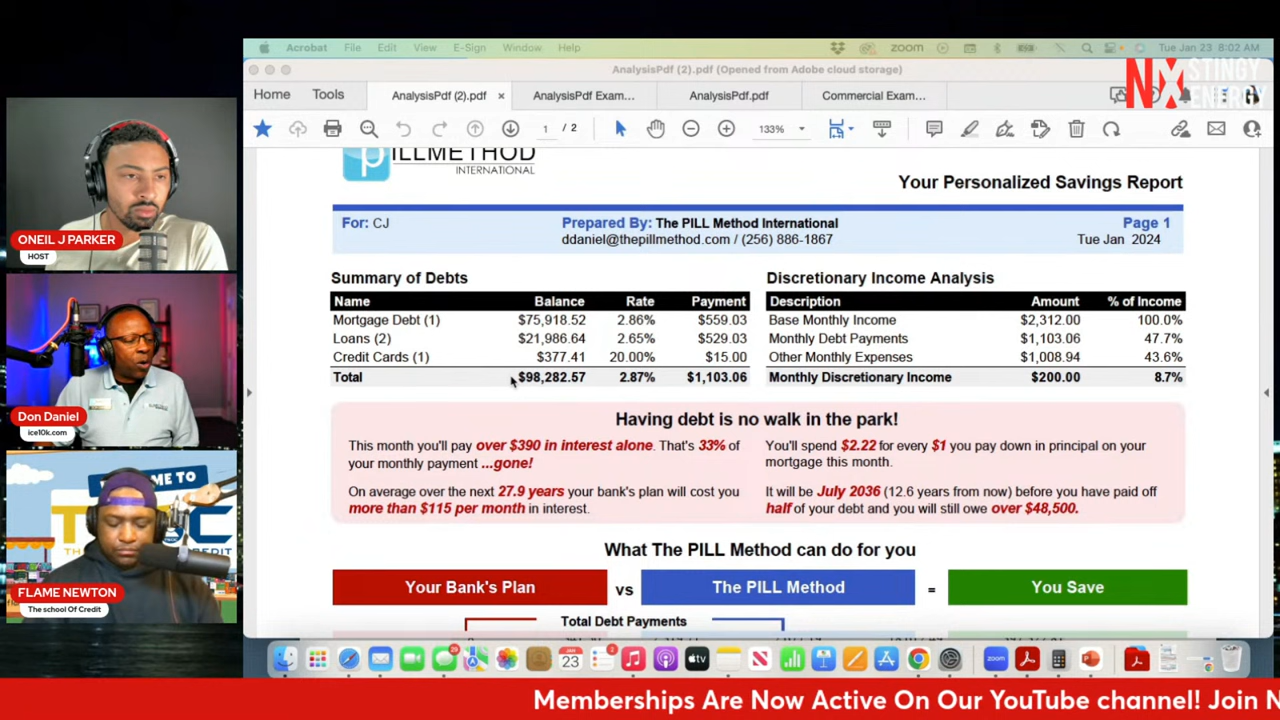 Acrobat File Edit View E-Sign Window Help
zoom
Tue Jan 23 8:02 AM
AnalysisPdf (2).pdf (Opened from Adobe cloud storage)
Home Tools AnalysisPdf (2).pdf × AnalysisPdf Exam... AnalysisPdf.pdf Commercial Exam...
NX STINGY
ENERGY
1 / 2 133%
pILLMETHOD
INTERNATIONAL
Your Personalized Savings Report
For: CJ Prepared By: The PILL Method International Page 1
ddaniel@thepillmethod.com / (256) 886-1867 Tue Jan 2024
Summary of Debts
Name Balance Rate Payment
Mortgage Debt (1) $75,918.52 2.86% $559.03
Loans (2) $21,986.64 2.65% $529.03
Credit Cards (1) $377.41 20.00% $15.00
Total $98,282.57 2.87% $1,103.06
Discretionary Income Analysis
Description Amount % of Income
Base Monthly Income $2,312.00 100.0%
Monthly Debt Payments $1,103.06 47.7%
Other Monthly Expenses $1,008.94 43.6%
Monthly Discretionary Income $200.00 8.7%
Having debt is no walk in the park!
This month you'll pay over $390 in interest alone. That's 33% of
your monthly payment ...gone!
On average over the next 27.9 years your bank's plan will cost you
more than $115 per month in interest.
You'll spend $2.22 for every $1 you pay down in principal on your
mortgage this month.
It will be July 2036 (12.6 years from now) before you have paid off
half of your debt and you will still owe over $48,500.
What The PILL Method can do for you
Your Bank's Plan vs The PILL Method = You Save
Total Debt Payments
ONEIL J PARKER
HOST
Don Daniel
ice10k.com
FLAME NEWTON
The school Of Credit
29
JAN
23
tv
zoom
Memberships Are Now Active On Our YouTube channel! Join N